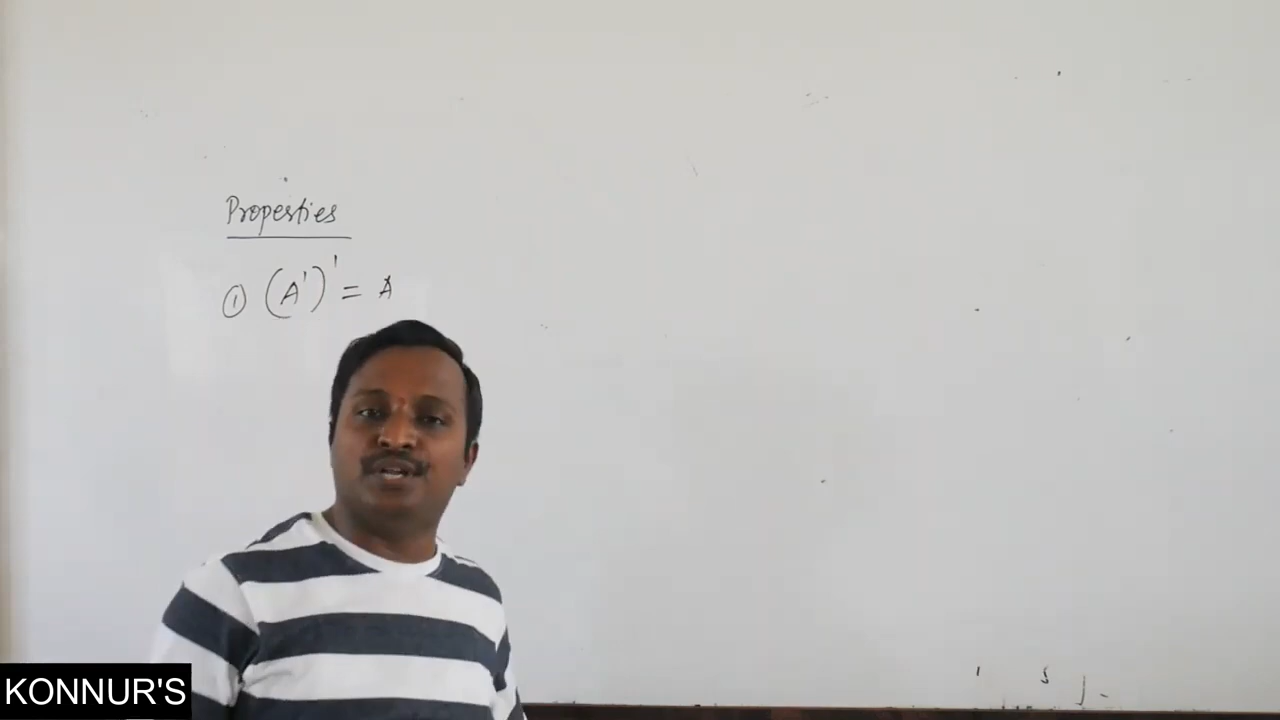 Properties
① (A')' = A
KONNUR'S